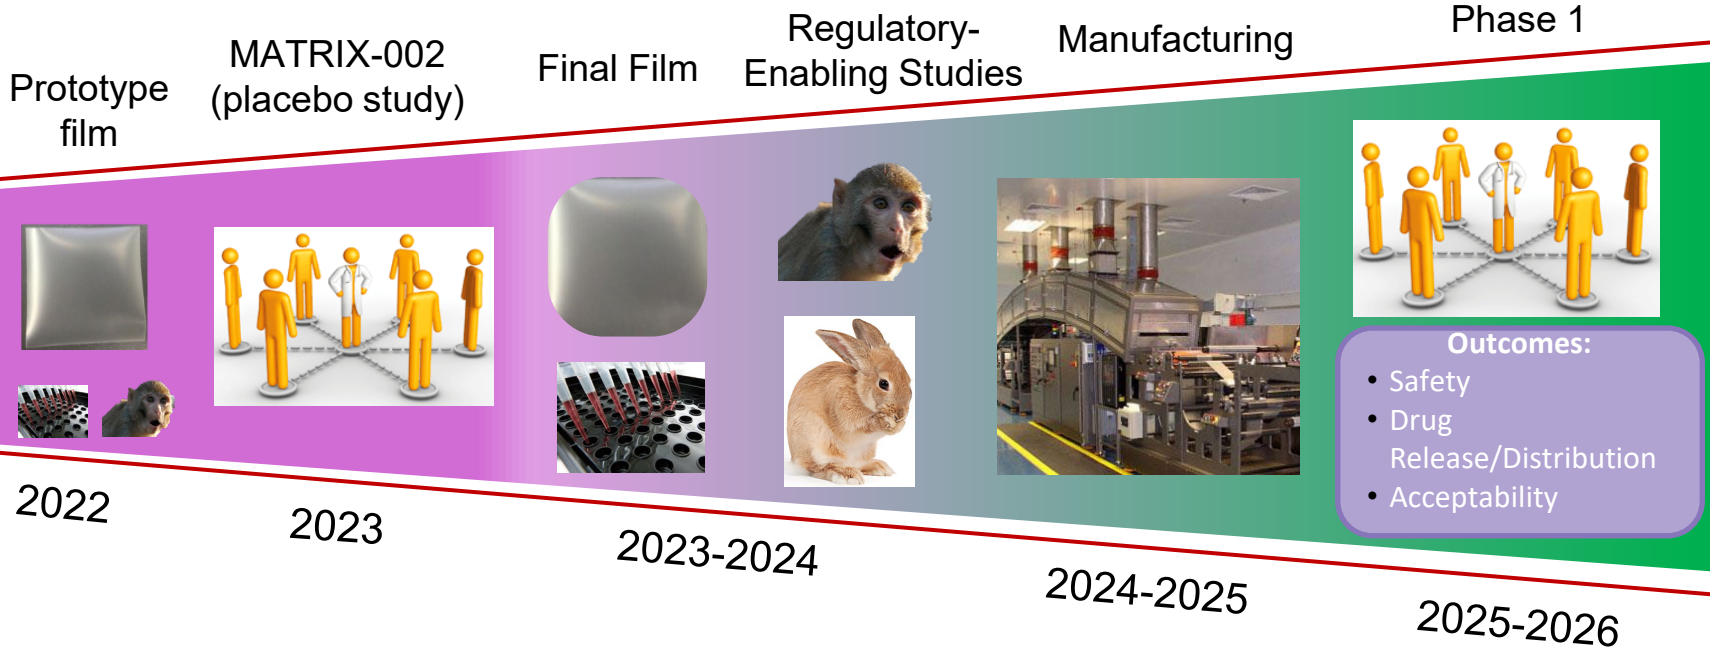 Prototype
film
MATRIX-002
(placebo study)
Final Film
Regulatory-
Enabling Studies
Manufacturing
Phase 1
Outcomes:
• Safety
• Drug
Release/Distribution
• Acceptability
2022
2023
2023-2024
2024-2025
2025-2026